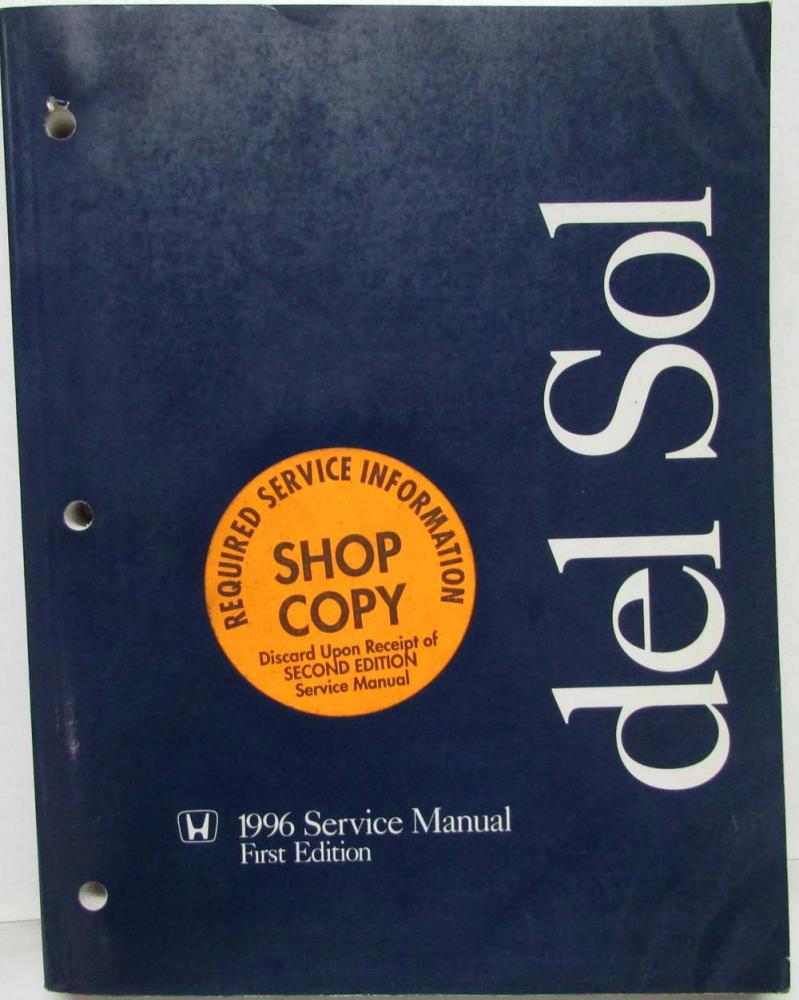 del Sol
REQUIRED SERVICE INFORMATION
SHOP
COPY
Discard Upon Receipt of
SECOND EDITION
Service Manual
1996 Service Manual
First Edition